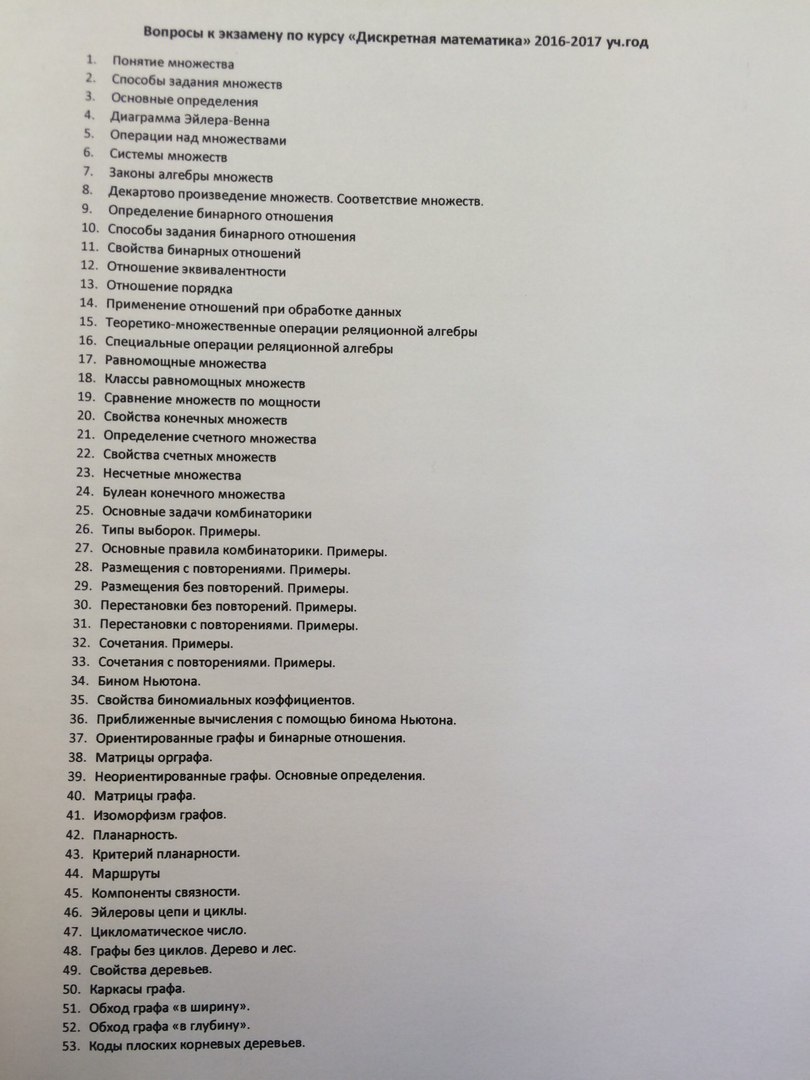 Вопросы к экзамену по курсу «Дискретная математика» 2016-2017 уч.год
1. Понятие множества
2. Способы задания множеств
3. Основные определения
4. Диаграмма Эйлера-Венна
5. Операции над множествами
6. Системы множеств
7. Законы алгебры множеств
8. Декартово произведение множеств. Соответствие множеств.
9. Определение бинарного отношения
10. Способы задания бинарного отношения
11. Свойства бинарных отношений
12. Отношение эквивалентности
13. Отношение порядка
14. Применение отношений при обработке данных
15. Теоретико-множественные операции реляционной алгебры
16. Специальные операции реляционной алгебры
17. Равномощные множества
18. Классы равномощных множеств
19. Сравнение множеств по мощности
20. Свойства конечных множеств
21. Определение счетного множества
22. Свойства счетных множеств
23. Несчетные множества
24. Булеан конечного множества
25. Основные задачи комбинаторики
26. Типы выборок. Примеры.
27. Основные правила комбинаторики. Примеры.
28. Размещения с повторениями. Примеры.
29. Размещения без повторений. Примеры.
30. Перестановки без повторений. Примеры.
31. Перестановки с повторениями. Примеры.
32. Сочетания. Примеры.
33. Сочетания с повторениями. Примеры.
34. Бином Ньютона.
35. Свойства биномиальных коэффициентов.
36. Приближенные вычисления с помощью бинома Ньютона.
37. Ориентированные графы и бинарные отношения.
38. Матрицы орграфа.
39. Неориентированные графы. Основные определения.
40. Матрицы графа.
41. Изоморфизм графов.
42. Планарность.
43. Критерий планарности.
44. Маршруты
45. Компоненты связности.
46. Эйлеровы цепи и циклы.
47. Цикломатическое число.
48. Графы без циклов. Дерево и лес.
49. Свойства деревьев.
50. Каркасы графа.
51. Обход графа «в ширину».
52. Обход графа «в глубину».
53. Коды плоских корневых деревьев.